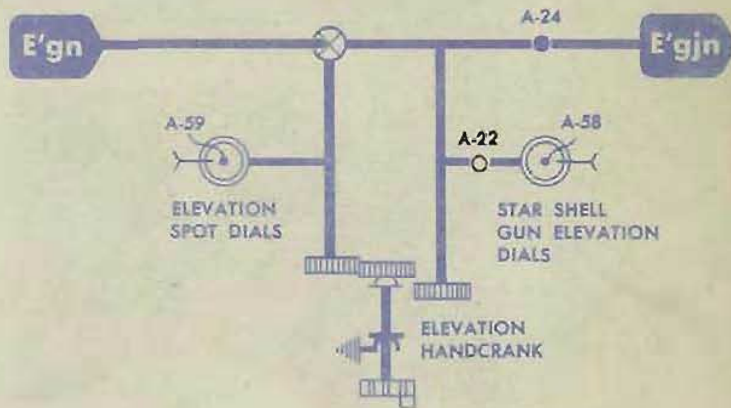 A-24
E'gn
E'gjn
A-59
A-22
A-58
ELEVATION
SPOT DIALS
STAR SHELL
GUN ELEVATION
DIALS
ELEVATION
HANDCRANK